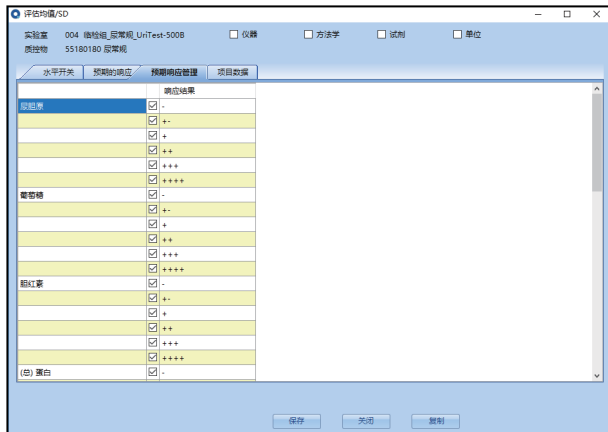 评估均值/SD
实验室 004 临检组_尿常规_UriTest-500B 仪器 方法学 试剂 单位
质控物 55180180 尿常规
水平开关 预期的响应 预期响应管理 项目数据
响应结果
尿胆原 -
+-
+
++
+++
++++
葡萄糖 -
+-
+
++
+++
++++
胆红素 -
+-
+
++
+++
++++
(总) 蛋白 -
保存 关闭 复制